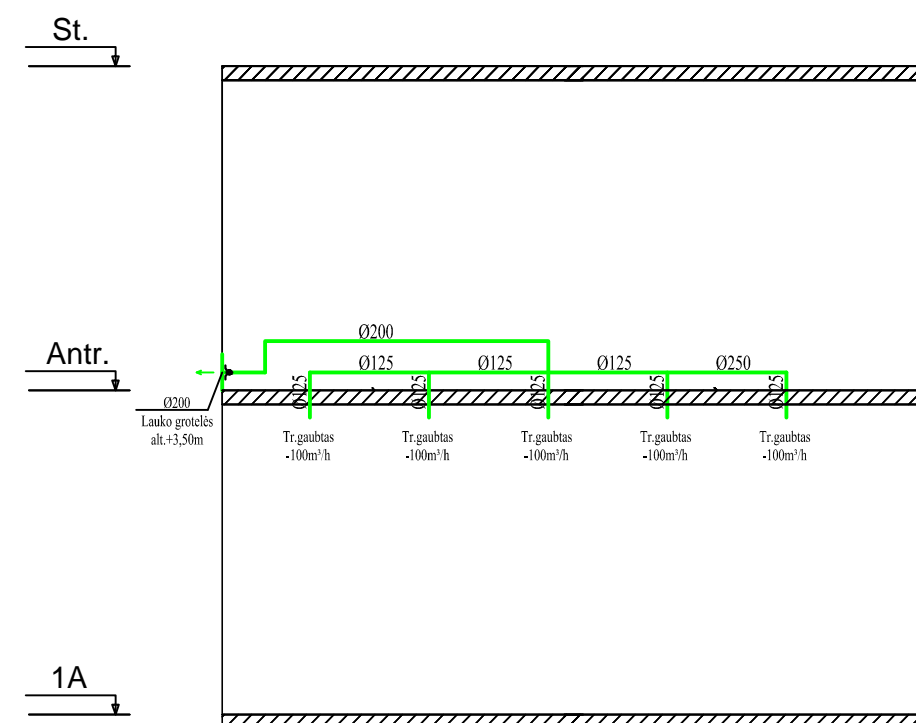 St.
Antr.
Ø200
Ø125
Ø125
Ø125
Ø250
Ø125
Ø125
Ø125
Ø125
Ø125
Ø200
Lauko grotelės
alt.+3,50m
Tr.gaubtas
-100m³/h
Tr.gaubtas
-100m³/h
Tr.gaubtas
-100m³/h
Tr.gaubtas
-100m³/h
Tr.gaubtas
-100m³/h
1A